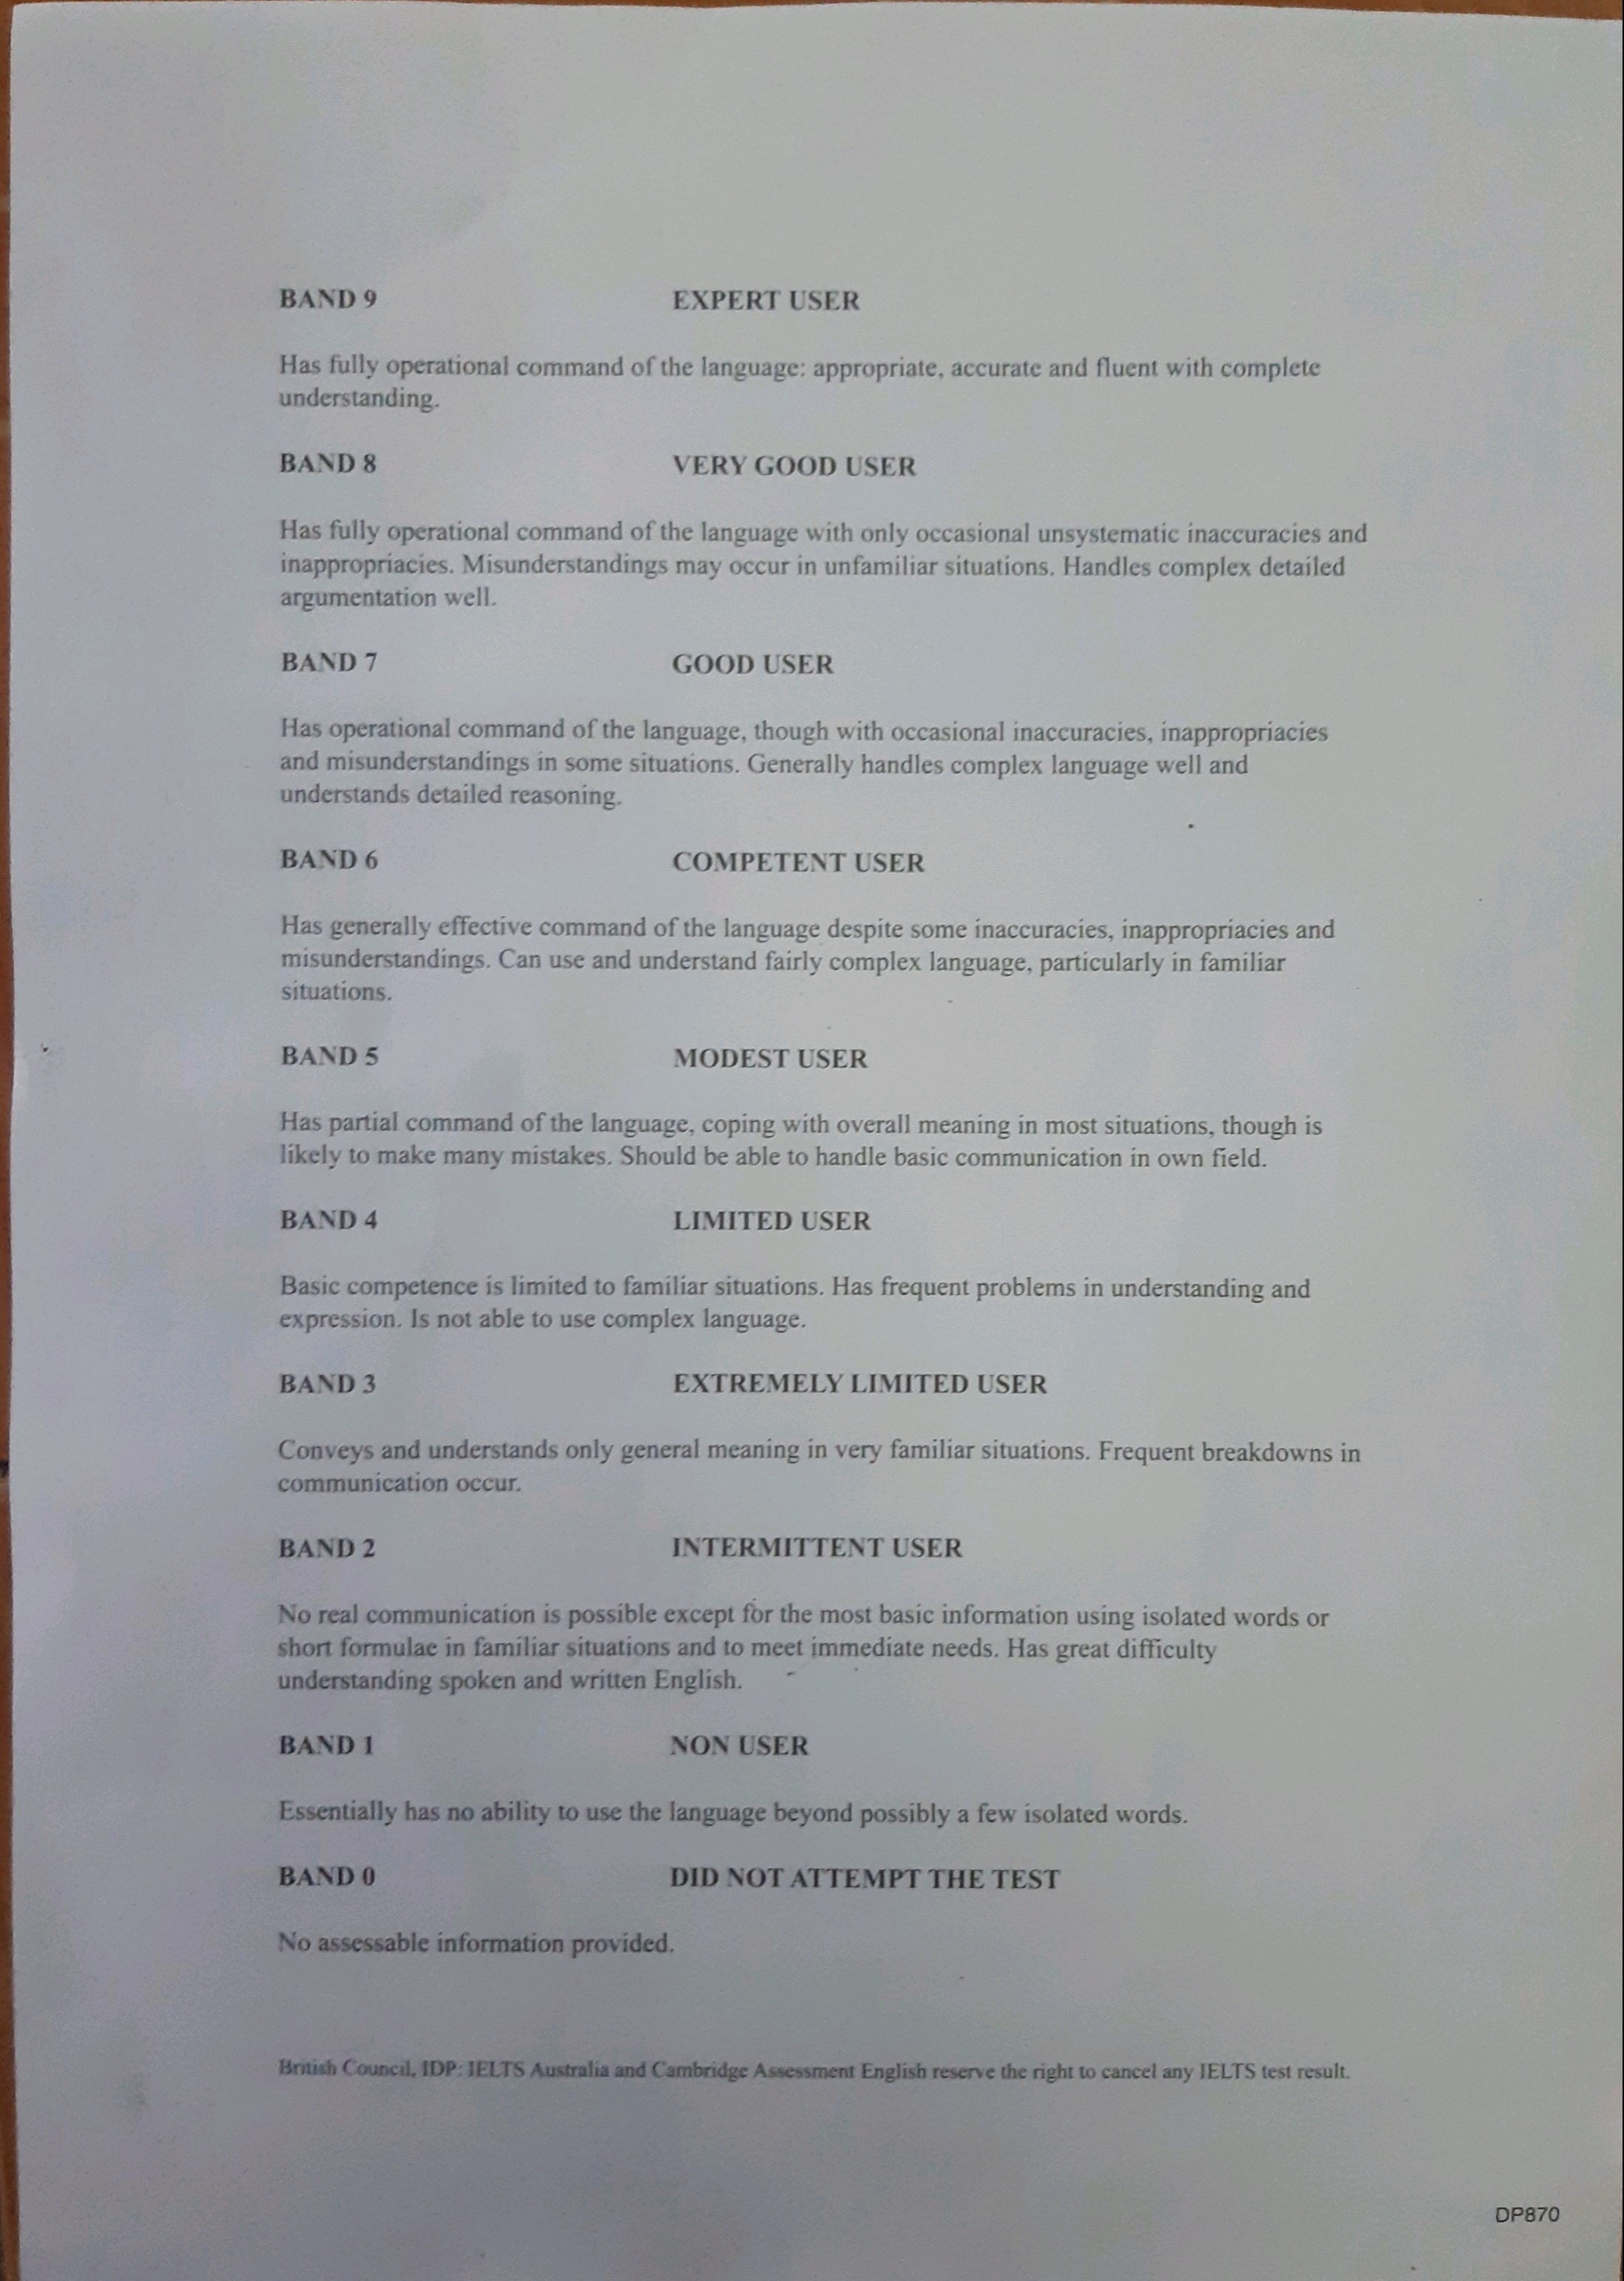 BAND 9 EXPERT USER
Has fully operational command of the language: appropriate, accurate and fluent with complete
understanding.
BAND 8 VERY GOOD USER
Has fully operational command of the language with only occasional unsystematic inaccuracies and
inappropriacies. Misunderstandings may occur in unfamiliar situations. Handles complex detailed
argumentation well.
BAND 7 GOOD USER
Has operational command of the language, though with occasional inaccuracies, inappropriacies
and misunderstandings in some situations. Generally handles complex language well and
understands detailed reasoning.
BAND 6 COMPETENT USER
Has generally effective command of the language despite some inaccuracies, inappropriacies and
misunderstandings. Can use and understand fairly complex language, particularly in familiar
situations.
BAND 5 MODEST USER
Has partial command of the language, coping with overall meaning in most situations, though is
likely to make many mistakes. Should be able to handle basic communication in own field.
BAND 4 LIMITED USER
Basic competence is limited to familiar situations. Has frequent problems in understanding and
expression. Is not able to use complex language.
BAND 3 EXTREMELY LIMITED USER
Conveys and understands only general meaning in very familiar situations. Frequent breakdowns in
communication occur.
BAND 2 INTERMITTENT USER
No real communication is possible except for the most basic information using isolated words or
short formulae in familiar situations and to meet immediate needs. Has great difficulty
understanding spoken and written English.
BAND 1 NON USER
Essentially has no ability to use the language beyond possibly a few isolated words.
BAND 0 DID NOT ATTEMPT THE TEST
No assessable information provided.
British Council, IDP: IELTS Australia and Cambridge Assessment English reserve the right to cancel any IELTS test result.
DP870